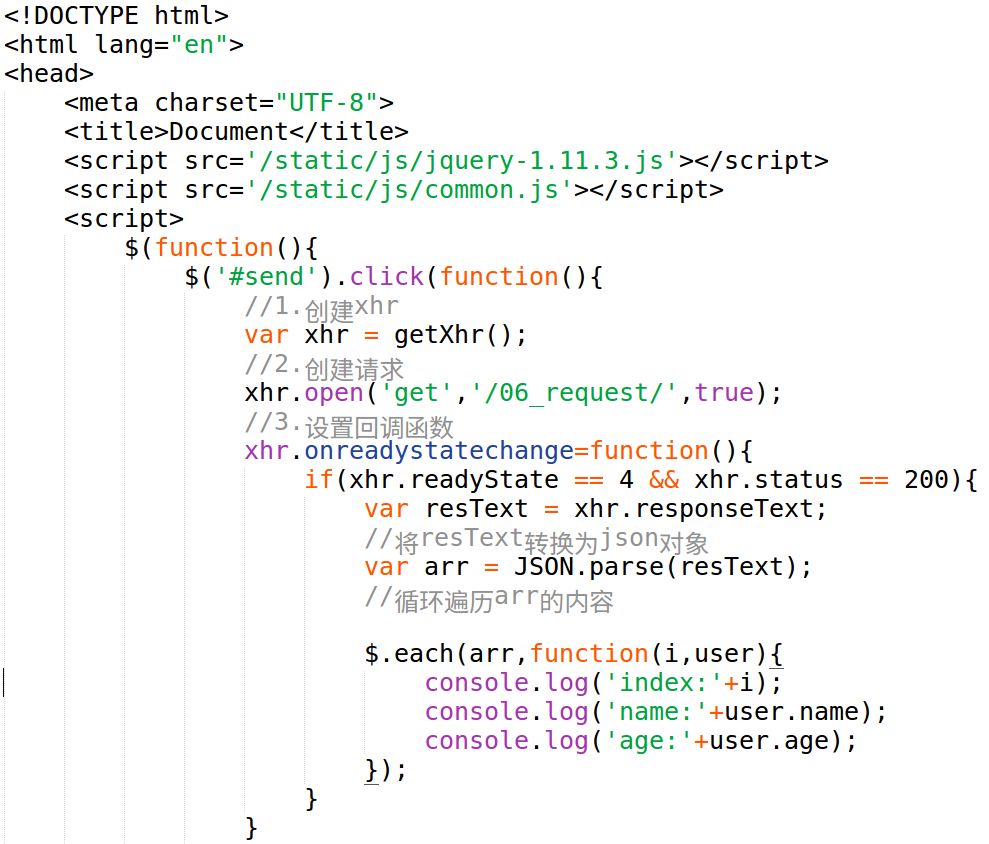 <!DOCTYPE html>
<html lang="en">
<head>
    <meta charset="UTF-8">
    <title>Document</title>
    <script src='/static/js/jquery-1.11.3.js'></script>
    <script src='/static/js/common.js'></script>
    <script>
        $(function(){
            $('#send').click(function(){
                //1.创建xhr
                var xhr = getXhr();
                //2.创建请求
                xhr.open('get','/06_request/',true);
                //3.设置回调函数
                xhr.onreadystatechange=function(){
                    if(xhr.readyState == 4 && xhr.status == 200){
                        var resText = xhr.responseText;
                        //将resText转换为json对象
                        var arr = JSON.parse(resText);
                        //循环遍历arr的内容

                        $.each(arr,function(i,user){
                            console.log('index:'+i);
                            console.log('name:'+user.name);
                            console.log('age:'+user.age);
                        });
                    }
                }